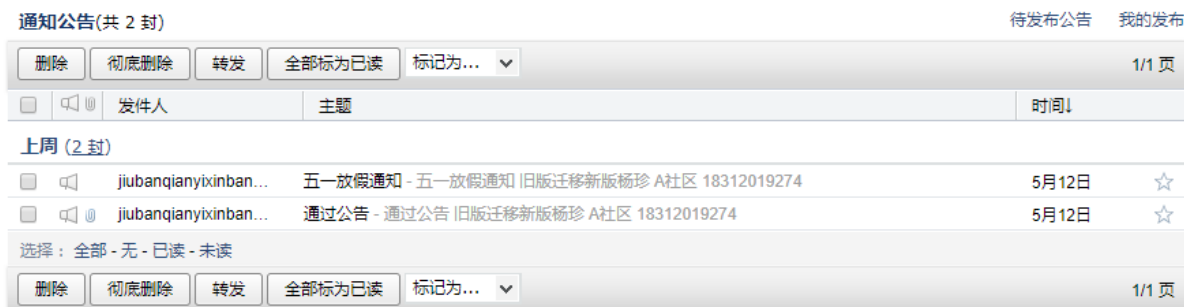 通知公告(共 2 封) 待发布公告 我的发布
删除 彻底删除 转发 全部标为已读 标记为... 1/1 页
发件人 主题 时间↓
上周 (2 封)
jiubanqianyixinban... 五一放假通知 - 五一放假通知 旧版迁移新版杨珍 A社区 18312019274 5月12日
jiubanqianyixinban... 通过公告 - 通过公告 旧版迁移新版杨珍 A社区 18312019274 5月12日
选择： 全部 - 无 - 已读 - 未读
删除 彻底删除 转发 全部标为已读 标记为... 1/1 页